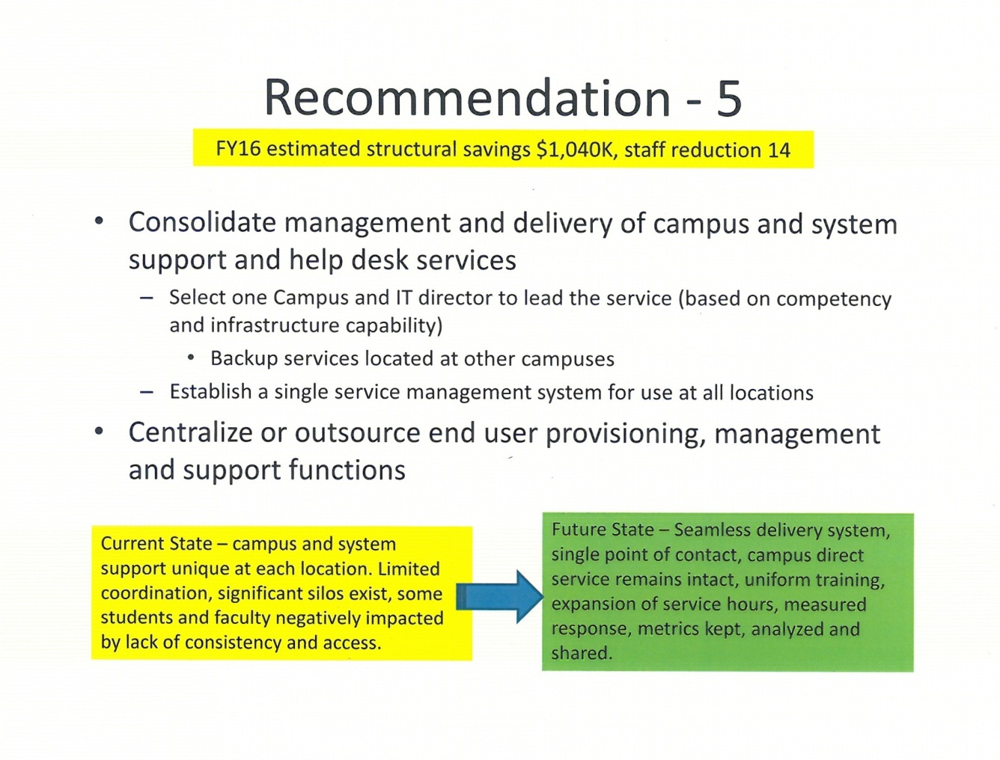 Recommendation - 5
FY16 estimated structural savings $1,040K, staff reduction 14
• Consolidate management and delivery of campus and system
support and help desk services
– Select one Campus and IT director to lead the service (based on competency
and infrastructure capability)
• Backup services located at other campuses
– Establish a single service management system for use at all locations
• Centralize or outsource end user provisioning, management
and support functions
Current State – campus and system
support unique at each location. Limited
coordination, significant silos exist, some
students and faculty negatively impacted
by lack of consistency and access.
Future State – Seamless delivery system,
single point of contact, campus direct
service remains intact, uniform training,
expansion of service hours, measured
response, metrics kept, analyzed and
shared.